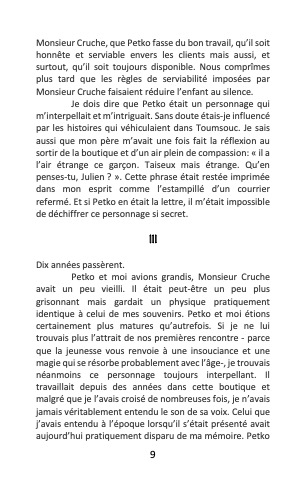 Monsieur Cruche, que Petko fasse du bon travail, qu'il soit
honnête et serviable envers les clients mais aussi, et
surtout, qu'il soit toujours disponible. Nous comprîmes
plus tard que les règles de serviabilité imposées par
Monsieur Cruche faisaient réduire l'enfant au silence.
Je dois dire que Petko était un personnage qui
m'interpellait et m'intriguait. Sans doute étais-je influencé
par les histoires qui véhiculaient dans Toumsouc. Je sais
aussi que mon père m'avait une fois fait la réflexion au
sortir de la boutique et d'un air plein de compassion: « il a
l'air étrange ce garçon. Taiseux mais étrange. Qu'en
penses-tu, Julien ? ». Cette phrase était restée imprimée
dans mon esprit comme l'estampillé d'un courrier
refermé. Et si Petko en était la lettre, il m'était impossible
de déchiffrer ce personnage si secret.
III
Dix années passèrent.
Petko et moi avions grandis, Monsieur Cruche
avait un peu vieilli. Il était peut-être un peu plus
grisonnant mais gardait un physique pratiquement
identique à celui de mes souvenirs. Petko et moi étions
certainement plus matures qu'autrefois. Si je ne lui
trouvais plus l'attrait de nos premières rencontre - parce
que la jeunesse vous renvoie à une insouciance et une
magie qui se résorbe probablement avec l'âge-, je trouvais
néanmoins ce personnage toujours interpellant. Il
travaillait depuis des années dans cette boutique et
malgré que je l'avais croisé de nombreuses fois, je n'avais
jamais véritablement entendu le son de sa voix. Celui que
j'avais entendu à l'époque lorsqu'il s'était présenté avait
aujourd'hui pratiquement disparu de ma mémoire. Petko
9